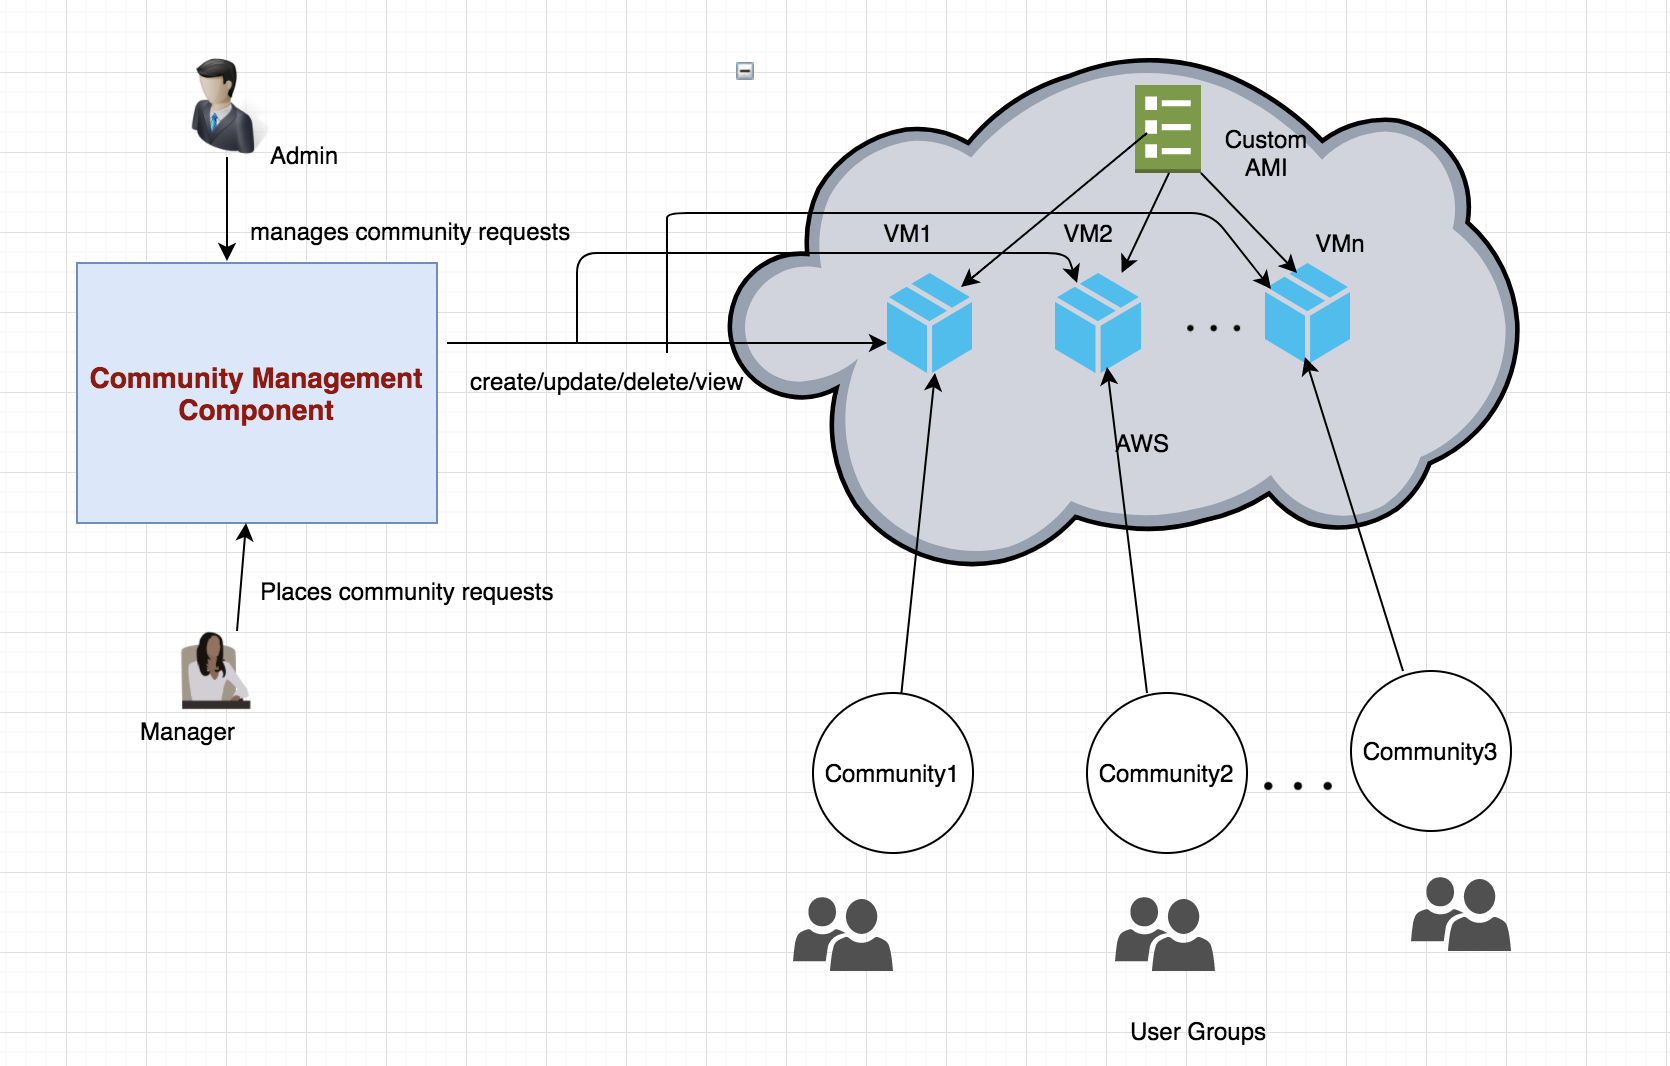 Admin
manages community requests
Community Management
Component
create/update/delete/view
Places community requests
Manager
Custom
AMI
VM1
VM2
VMn
AWS
Community1
Community2
Community3
User Groups